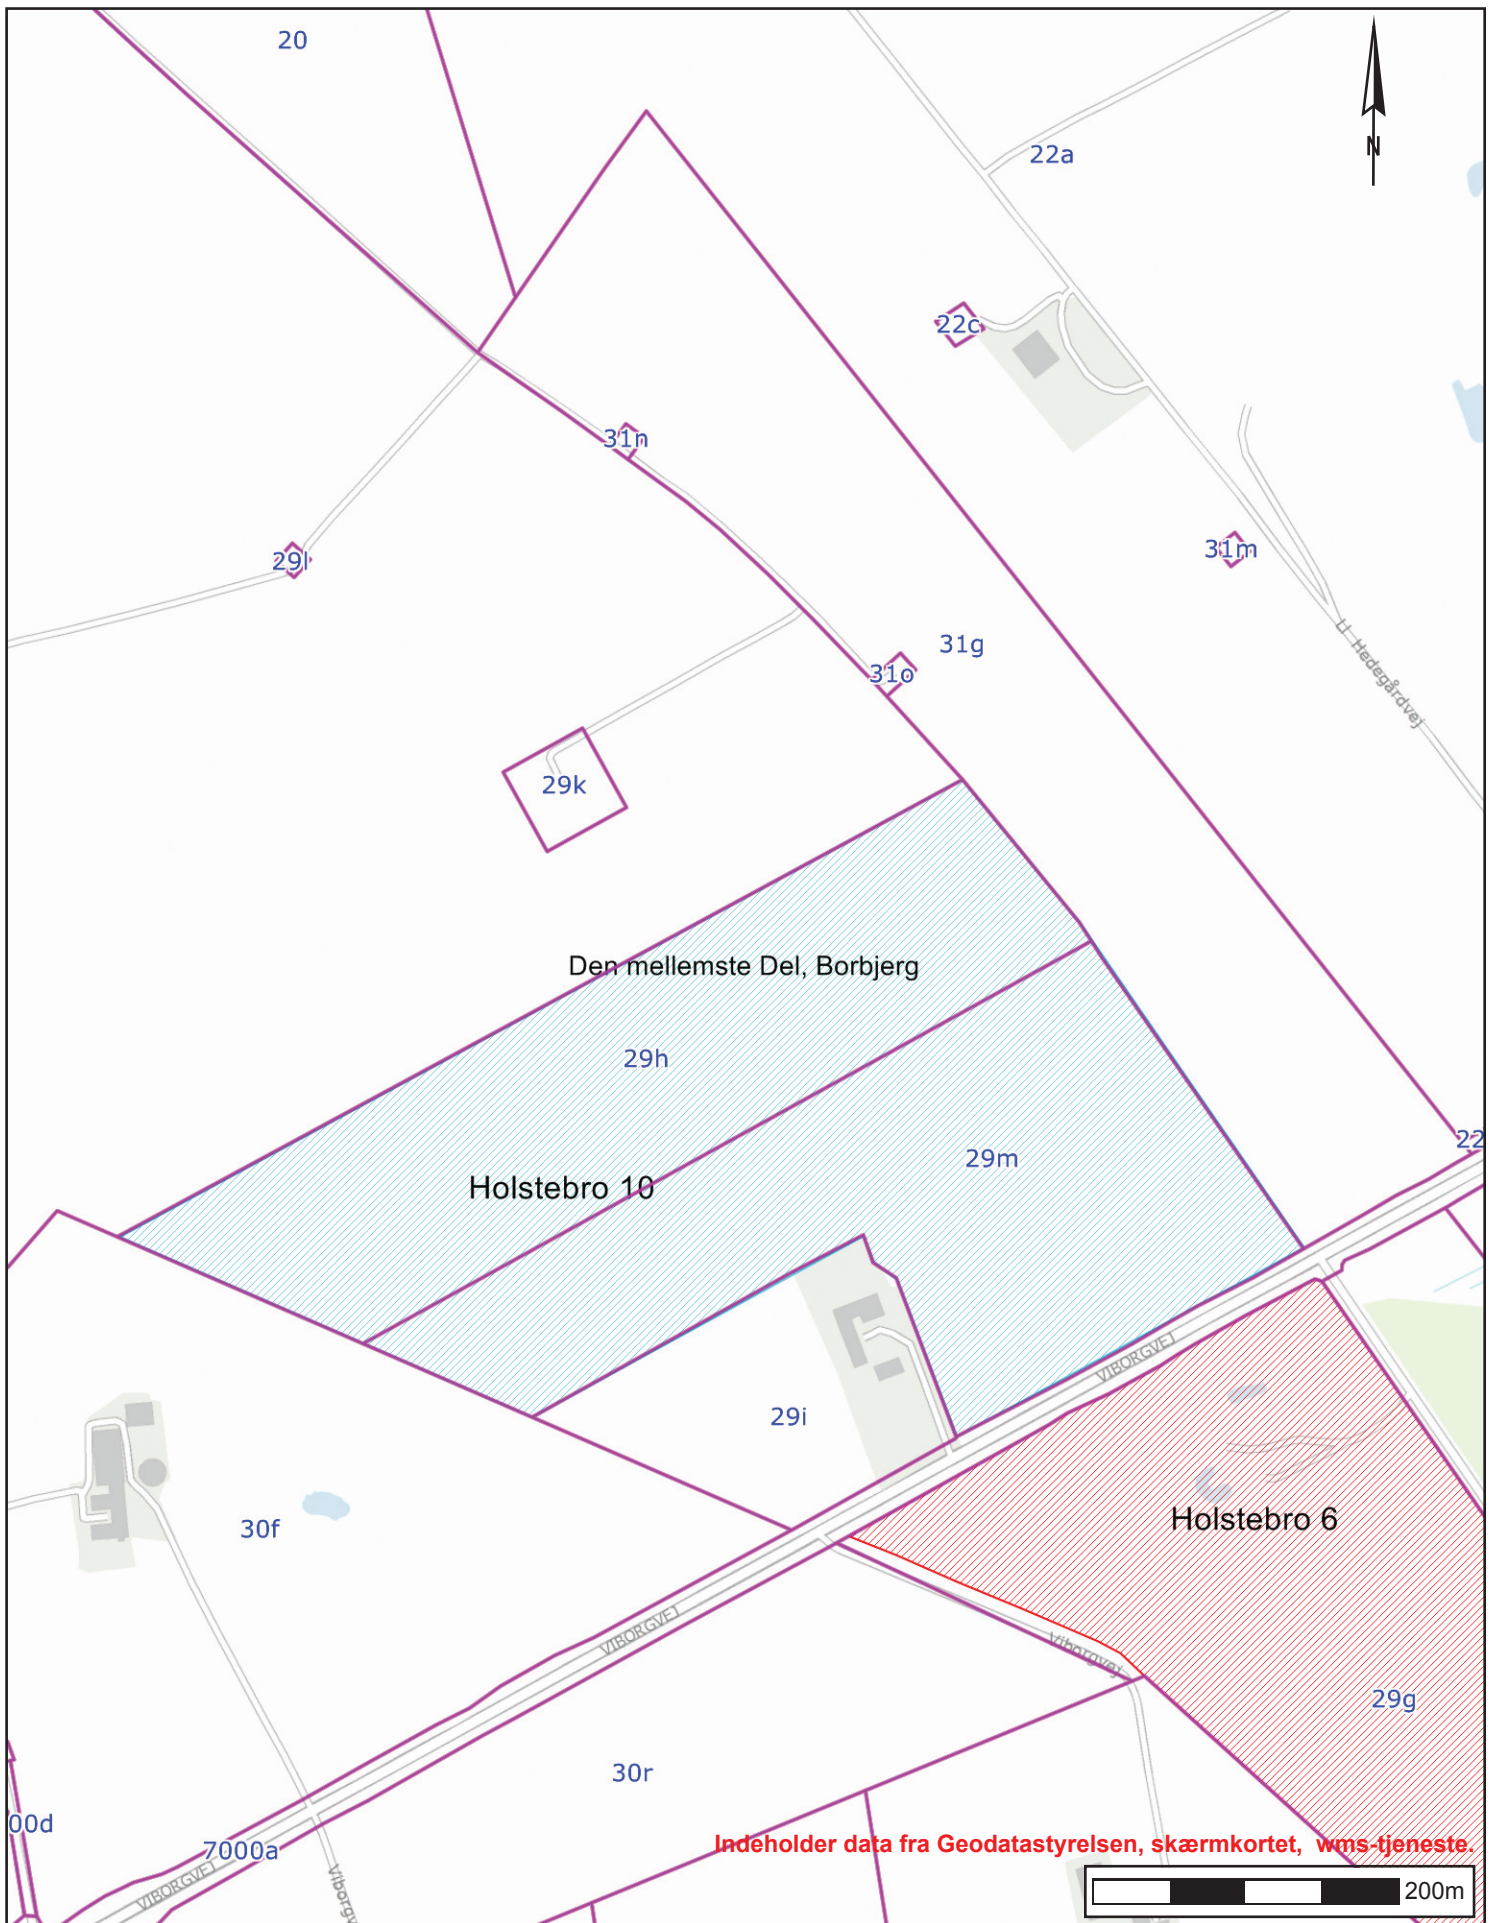 20
22a
N
22c
31n
29l
31m
31g
31o
Ll Hedegårdvej
29k
Den mellemste Del, Borbjerg
29h
22
29m
Holstebro 10
VIBORGVEJ
29i
Holstebro 6
30f
VIBORGVEJ
Viborgvej
29g
30r
00d
7000a
Indeholder data fra Geodatastyrelsen, skærmkortet, wms-tjeneste.
VIBORGVEJ
Viborgv
200m